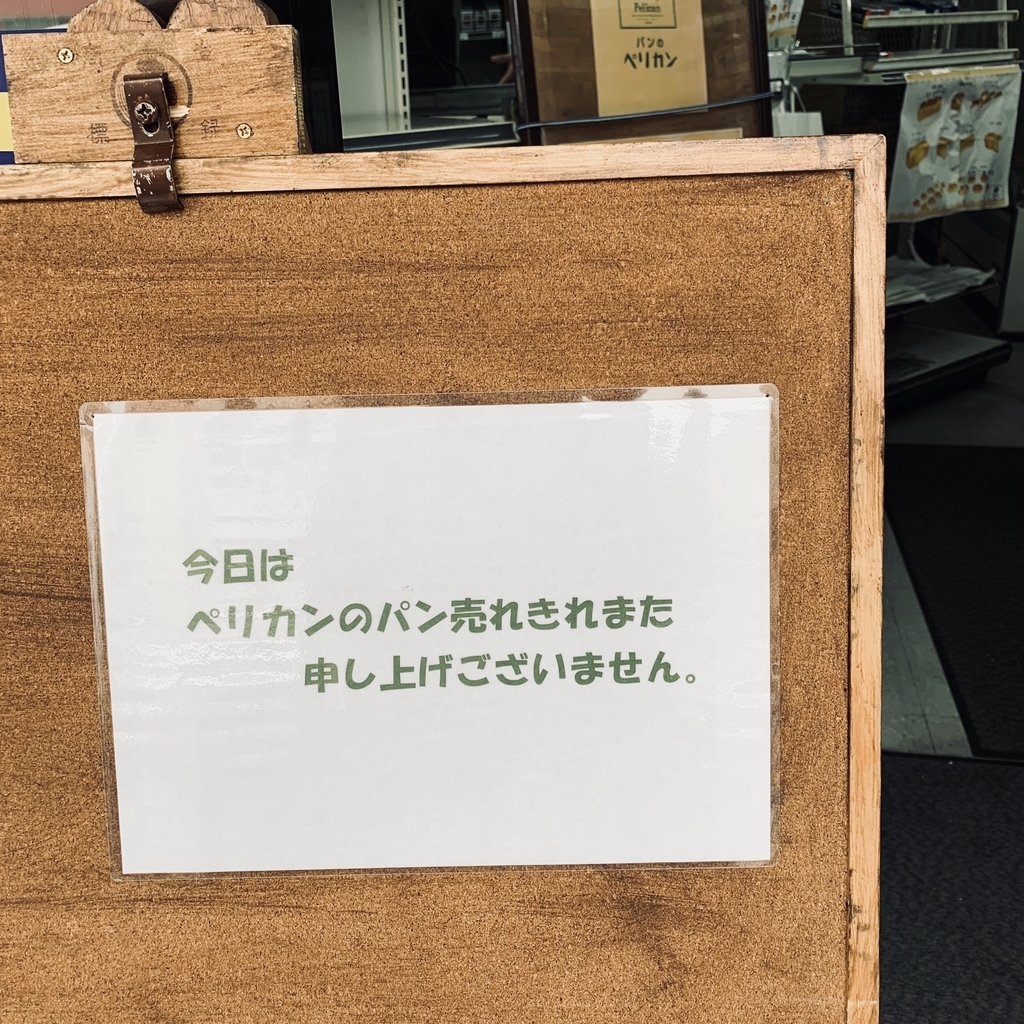 Pelican
パンの
ペリカン
今日は
ペリカンのパン売れきれまた
申し上げございません。